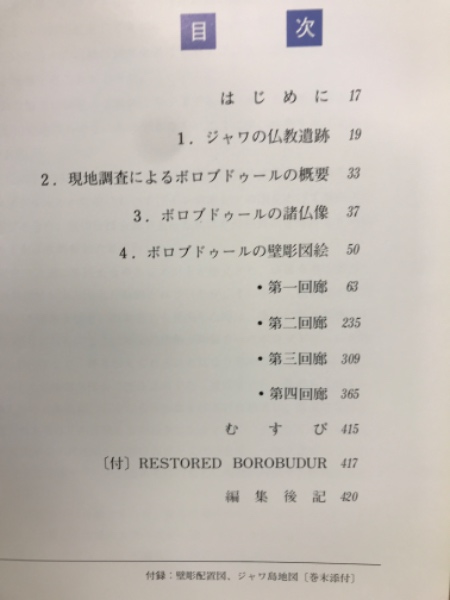 目 次
はじめに 17
1. ジャワの仏教遺跡 19
2. 現地調査によるボロブドゥールの概要 33
3. ボロブドゥールの諸仏像 37
4. ボロブドゥールの壁彫図絵 50
・第一回廊 63
・第二回廊 235
・第三回廊 309
・第四回廊 365
むすび 415
〔付〕RESTORED BOROBUDUR 417
編集後記 420
付録：壁彫配置図、ジャワ島地図〔巻末添付〕